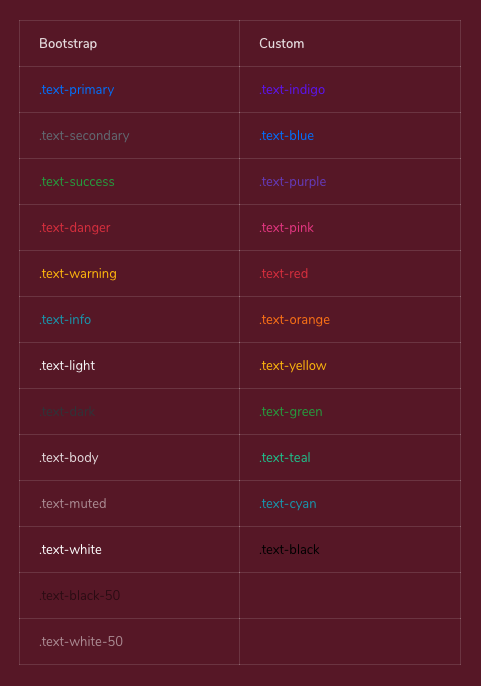 Bootstrap Custom
.text-primary .text-indigo
.text-secondary .text-blue
.text-success .text-purple
.text-danger .text-pink
.text-warning .text-red
.text-info .text-orange
.text-light .text-yellow
.text-dark .text-green
.text-body .text-teal
.text-muted .text-cyan
.text-white .text-black
.text-black-50
.text-white-50